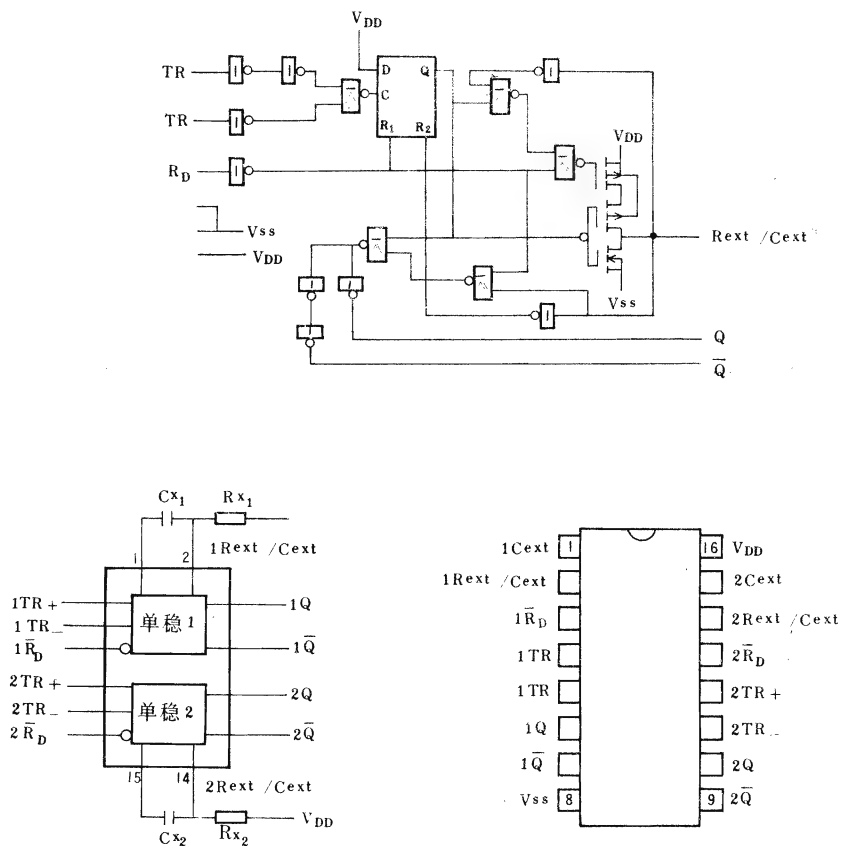 VDD
TR
D
Q
C
TR
R1
R2
RD
VDD
Vss
VDD
Rext /Cext
Vss
Q
Q̅
Cx1
Rx1
1
2
1Rext /Cext
1TR+
1TR−
1R̅D
单稳1
1Q
1Q̅
2TR+
2TR−
2R̅D
单稳2
2Q
2Q̅
15
14
2Rext /Cext
Cx2
Rx2
VDD
1Cext
1
16
VDD
1Rext /Cext
2Cext
1R̅D
2Rext /Cext
1TR
2R̅D
1TR
2TR+
1Q
2TR−
1Q̅
2Q
Vss
8
9
2Q̅